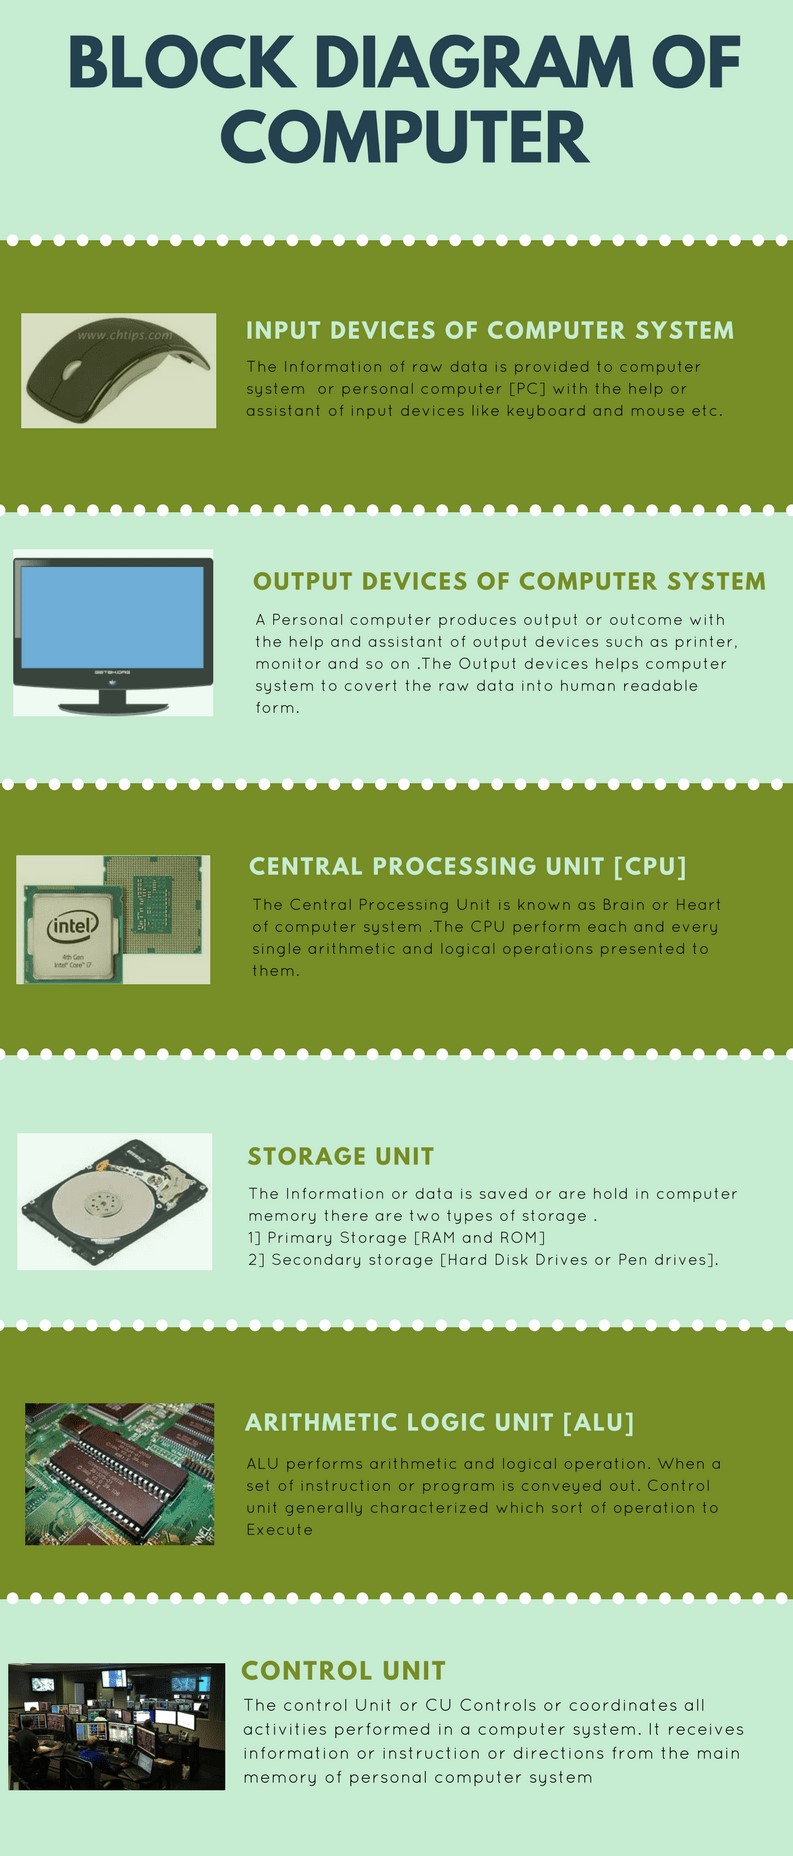 BLOCK DIAGRAM OF
COMPUTER
www.chtips.com
INPUT DEVICES OF COMPUTER SYSTEM
The Information of raw data is provided to computer
system or personal computer [PC] with the help or
assistant of input devices like keyboard and mouse etc.
OUTPUT DEVICES OF COMPUTER SYSTEM
A Personal computer produces output or outcome with
the help and assistant of output devices such as printer,
monitor and so on .The Output devices helps computer
system to covert the raw data into human readable
form.
CENTRAL PROCESSING UNIT [CPU]
intel
4th Gen
Intel® Core™ i7
The Central Processing Unit is known as Brain or Heart
of computer system .The CPU perform each and every
single arithmetic and logical operations presented to
them.
STORAGE UNIT
The Information or data is saved or are hold in computer
memory there are two types of storage .
1] Primary Storage [RAM and ROM]
2] Secondary storage [Hard Disk Drives or Pen drives].
ARITHMETIC LOGIC UNIT [ALU]
ALU performs arithmetic and logical operation. When a
set of instruction or program is conveyed out. Control
unit generally characterized which sort of operation to
Execute
CONTROL UNIT
The control Unit or CU Controls or coordinates all
activities performed in a computer system. It receives
information or instruction or directions from the main
memory of personal computer system